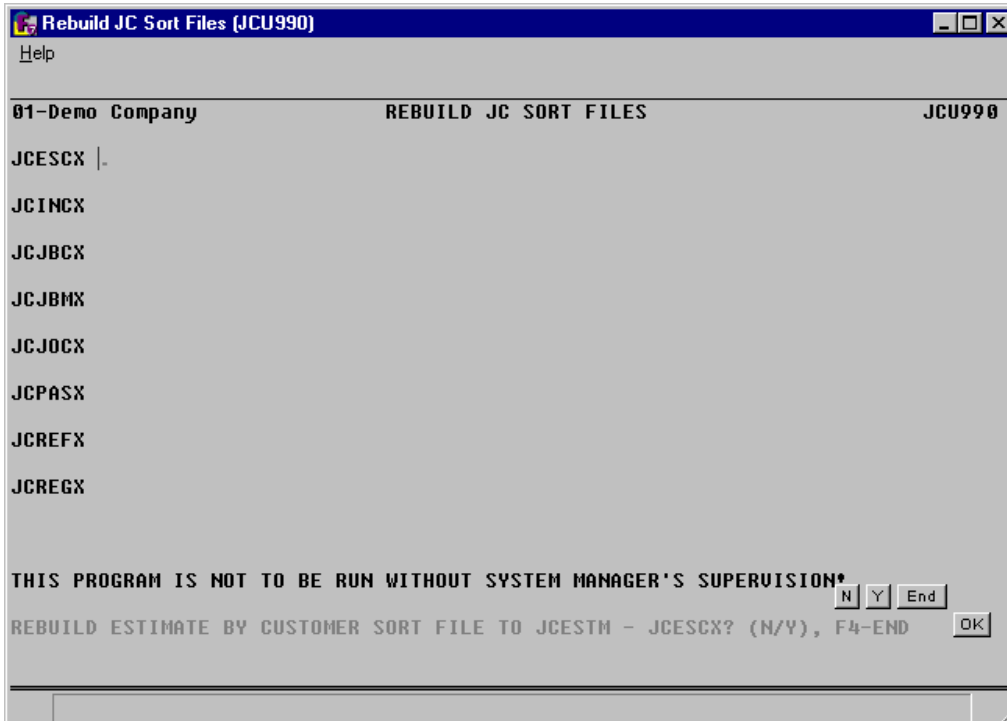 Rebuild JC Sort Files (JCU990)
Help
01-Demo Company REBUILD JC SORT FILES JCU990
JCESCX .
JCINCX
JCJBCX
JCJBMX
JCJOCX
JCPASX
JCREFX
JCREGX
THIS PROGRAM IS NOT TO BE RUN WITHOUT SYSTEM MANAGER'S SUPERVISION!
N Y End
REBUILD ESTIMATE BY CUSTOMER SORT FILE TO JCESTM - JCESCX? (N/Y), F4-END OK